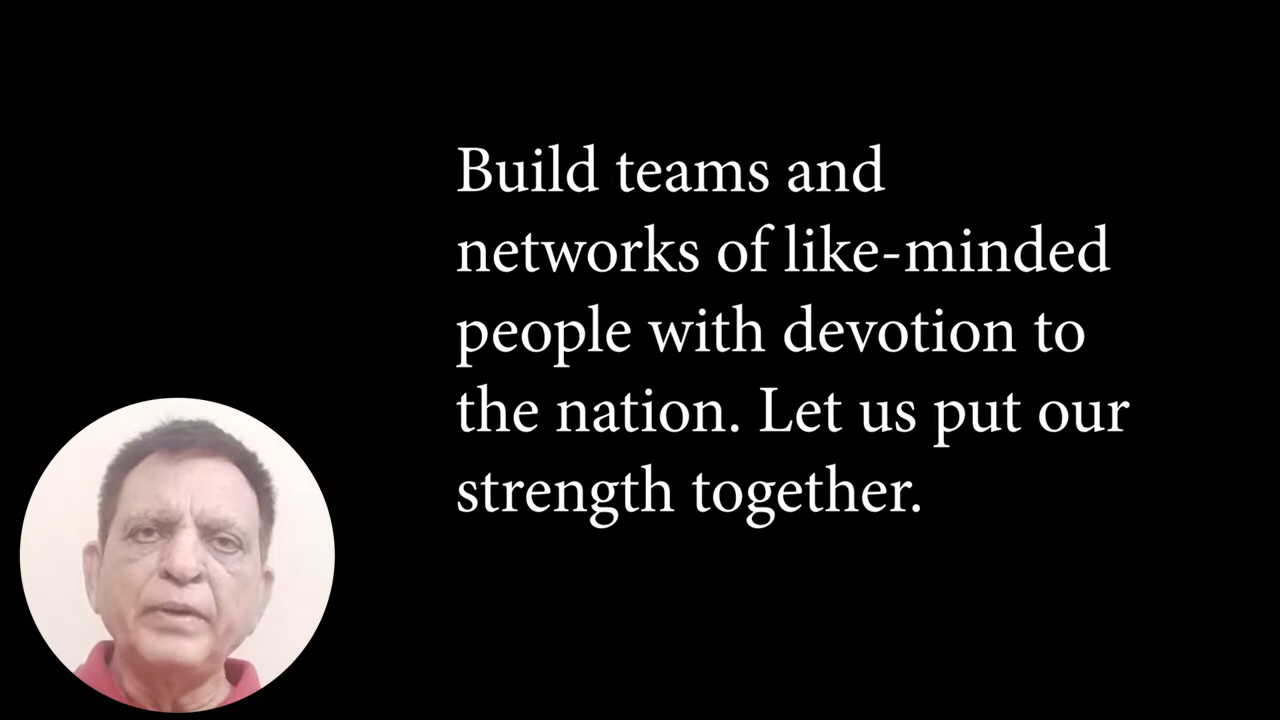 Build teams and
networks of like-minded
people with devotion to
the nation. Let us put our
strength together.